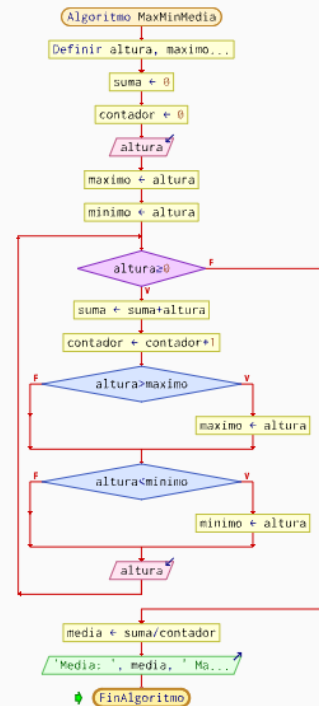 Algoritmo MaxMinMedia
Definir altura, maximo...
suma ← 0
contador ← 0
altura
maximo ← altura
minimo ← altura
altura≥0
F
V
suma ← suma+altura
contador ← contador+1
F
altura>maximo
V
maximo ← altura
F
altura<minimo
V
minimo ← altura
altura
media ← suma/contador
'Media: ', media, ' Ma...
FinAlgoritmo